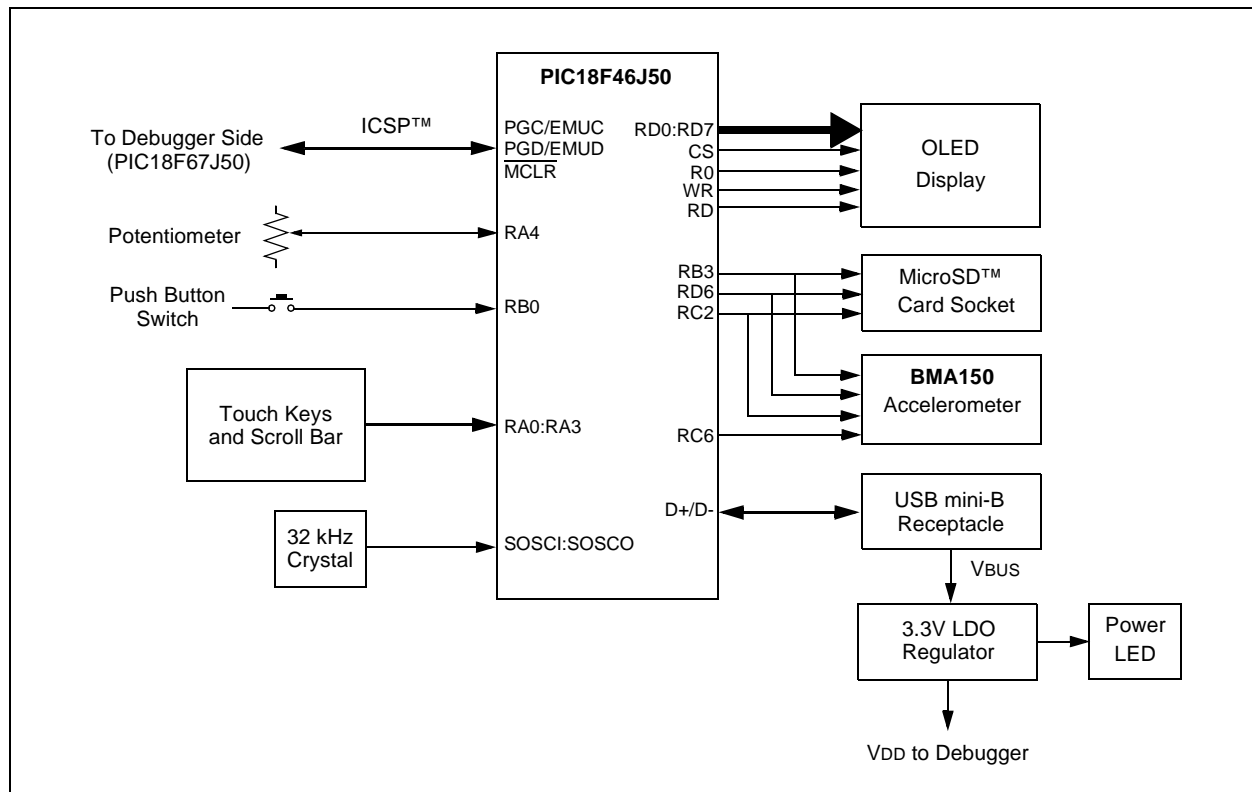 PIC18F46J50
To Debugger Side
(PIC18F67J50)
ICSP™
PGC/EMUC
PGD/EMUD
MCLR
Potentiometer
RA4
Push Button
Switch
RB0
Touch Keys
and Scroll Bar
RA0:RA3
32 kHz
Crystal
SOSCI:SOSCO
RD0:RD7
CS
R0
WR
RD
OLED
Display
RB3
RD6
RC2
MicroSD™
Card Socket
BMA150
Accelerometer
RC6
D+/D-
USB mini-B
Receptacle
VBUS
3.3V LDO
Regulator
Power
LED
VDD to Debugger